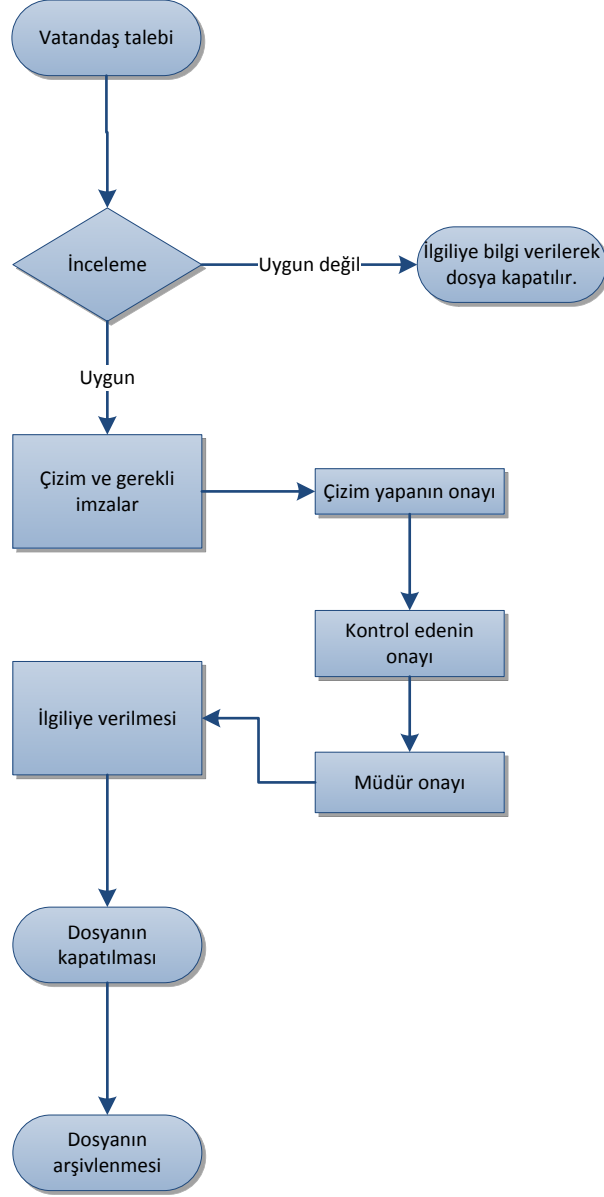 Vatandaş talebi
İnceleme
Uygun değil
İlgiliye bilgi verilerek
dosya kapatılır.
Uygun
Çizim ve gerekli
imzalar
Çizim yapanın onayı
Kontrol edenin
onayı
Müdür onayı
İlgiliye verilmesi
Dosyanın
kapatılması
Dosyanın
arşivlenmesi